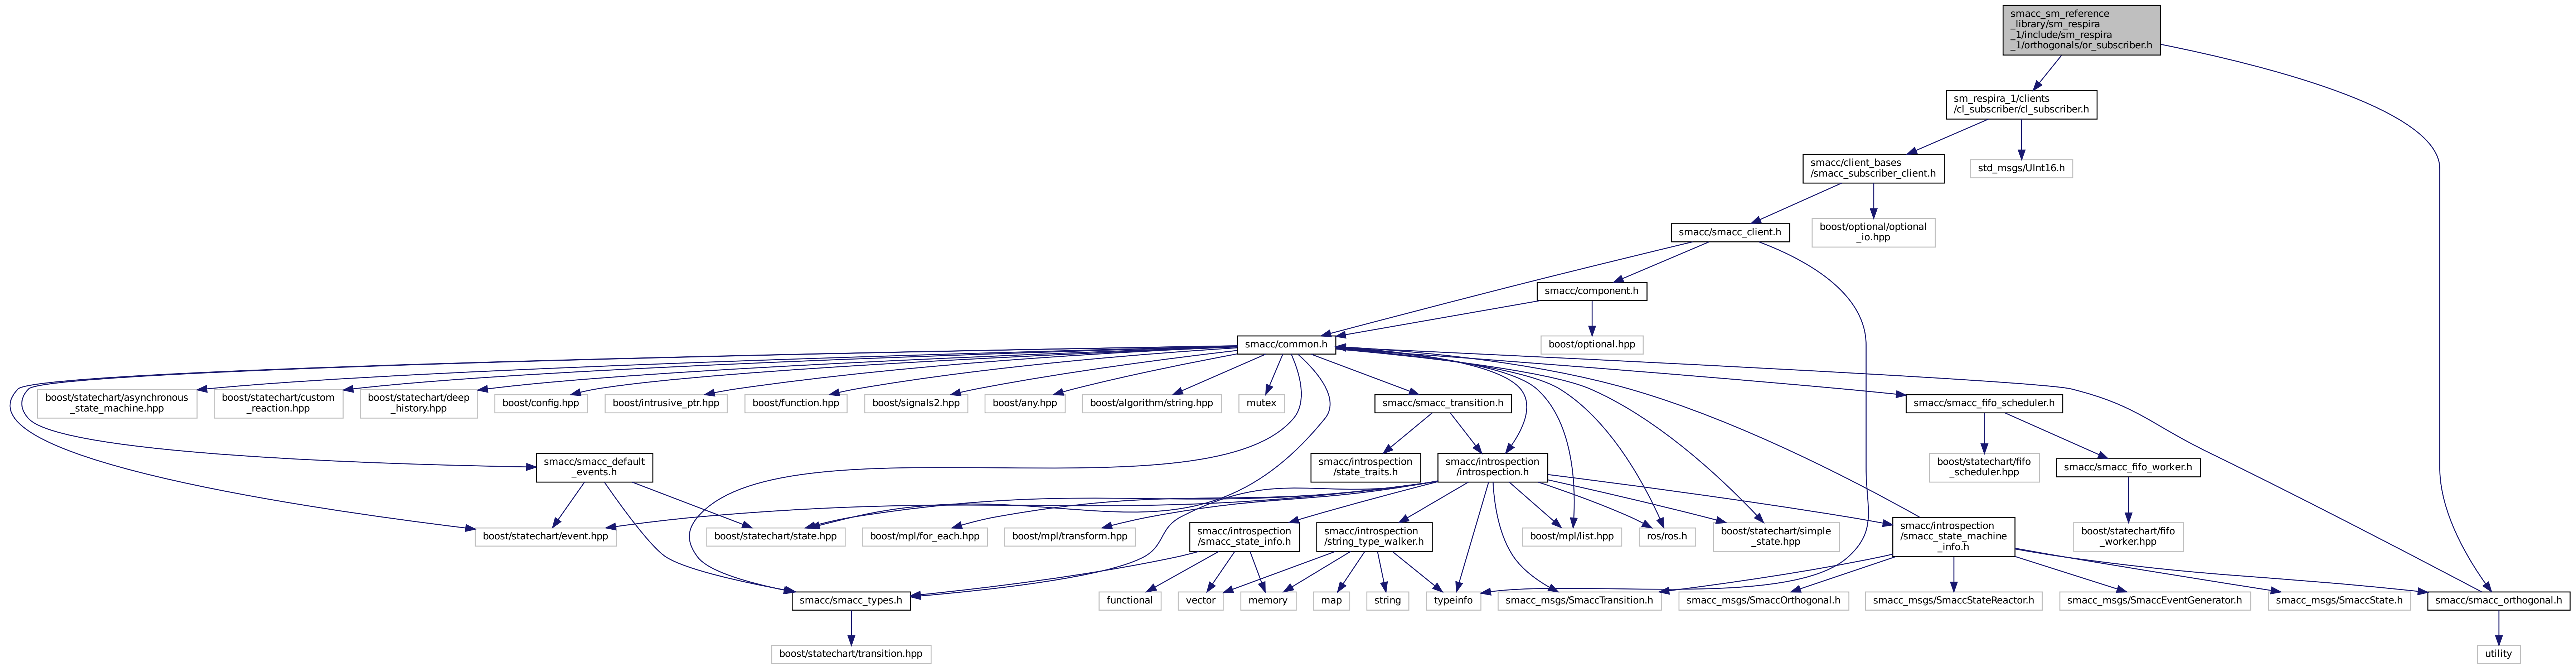 smacc_sm_reference
_library/sm_respira
_1/include/sm_respira
_1/orthogonals/or_subscriber.h
sm_respira_1/clients
/cl_subscriber/cl_subscriber.h
smacc/client_bases
/smacc_subscriber_client.h
std_msgs/UInt16.h
smacc/smacc_client.h
boost/optional/optional
_io.hpp
smacc/component.h
smacc/common.h
boost/optional.hpp
boost/statechart/asynchronous
_state_machine.hpp
boost/statechart/custom
_reaction.hpp
boost/statechart/deep
_history.hpp
boost/config.hpp
boost/intrusive_ptr.hpp
boost/function.hpp
boost/signals2.hpp
boost/any.hpp
boost/algorithm/string.hpp
mutex
smacc/smacc_transition.h
smacc/smacc_fifo_scheduler.h
smacc/smacc_default
_events.h
smacc/introspection
/state_traits.h
smacc/introspection
/introspection.h
boost/statechart/fifo
_scheduler.hpp
smacc/smacc_fifo_worker.h
boost/statechart/event.hpp
boost/statechart/state.hpp
boost/mpl/for_each.hpp
boost/mpl/transform.hpp
smacc/introspection
/smacc_state_info.h
smacc/introspection
/string_type_walker.h
boost/mpl/list.hpp
ros/ros.h
boost/statechart/simple
_state.hpp
smacc/introspection
/smacc_state_machine
_info.h
boost/statechart/fifo
_worker.hpp
smacc/smacc_types.h
functional
vector
memory
map
string
typeinfo
smacc_msgs/SmaccTransition.h
smacc_msgs/SmaccOrthogonal.h
smacc_msgs/SmaccStateReactor.h
smacc_msgs/SmaccEventGenerator.h
smacc_msgs/SmaccState.h
smacc/smacc_orthogonal.h
boost/statechart/transition.hpp
utility